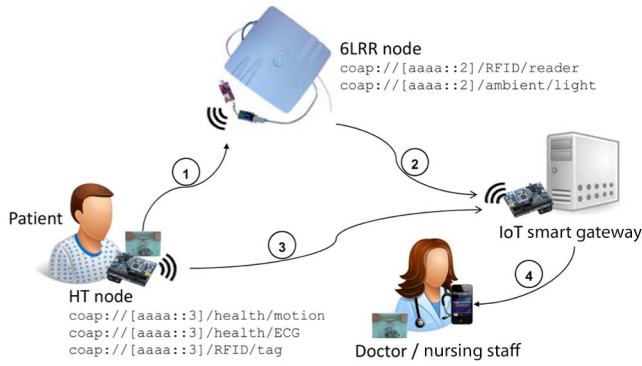 6LRR node
coap://[aaaa::2]/RFID/reader
coap://[aaaa::2]/ambient/light
1
2
Patient
3
IoT smart gateway
HT node
coap://[aaaa::3]/health/motion
coap://[aaaa::3]/health/ECG
coap://[aaaa::3]/RFID/tag
4
Doctor / nursing staff